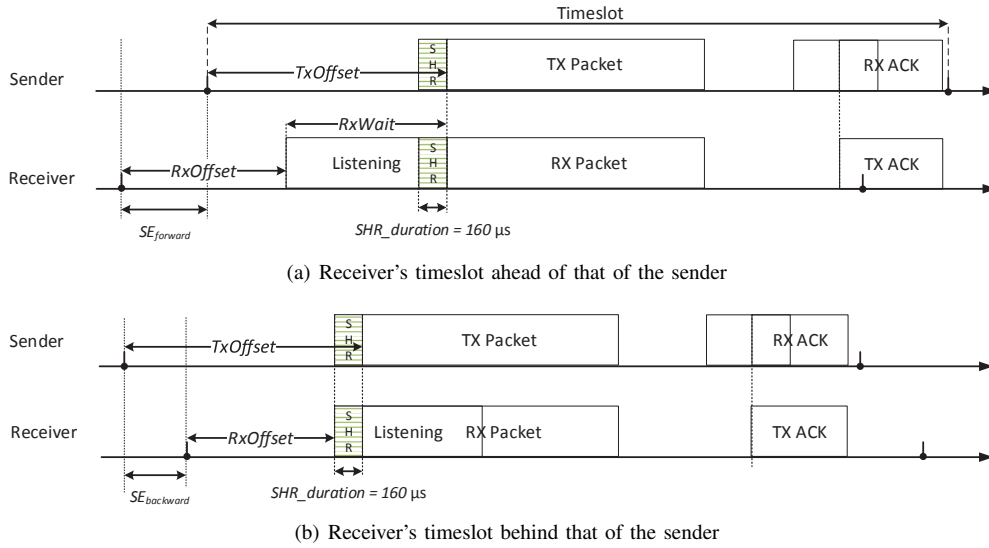 Timeslot
Sender
TxOffset
S
H
R
TX Packet
RX ACK
RxWait
Receiver
RxOffset
Listening
S
H
R
RX Packet
TX ACK
SE_forward
SHR_duration = 160 µs
(a) Receiver's timeslot ahead of that of the sender
Sender
TxOffset
S
H
R
TX Packet
RX ACK
Receiver
RxOffset
S
H
R
Listening
RX Packet
TX ACK
SE_backward
SHR_duration = 160 µs
(b) Receiver's timeslot behind that of the sender